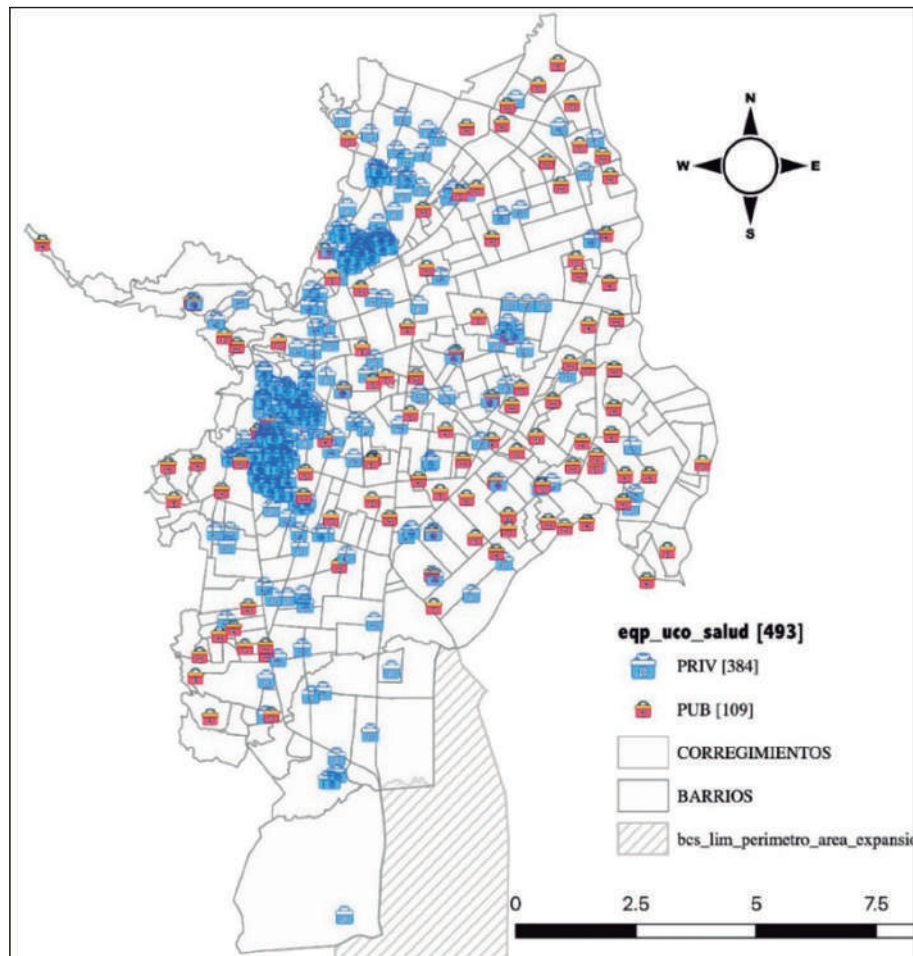 N
W E
S
eqp_uco_salud [493]
PRIV [384]
PUB [109]
CORREGIMIENTOS
BARRIOS
bcs_lim_perimetro_area_expansio
0 2.5 5 7.5